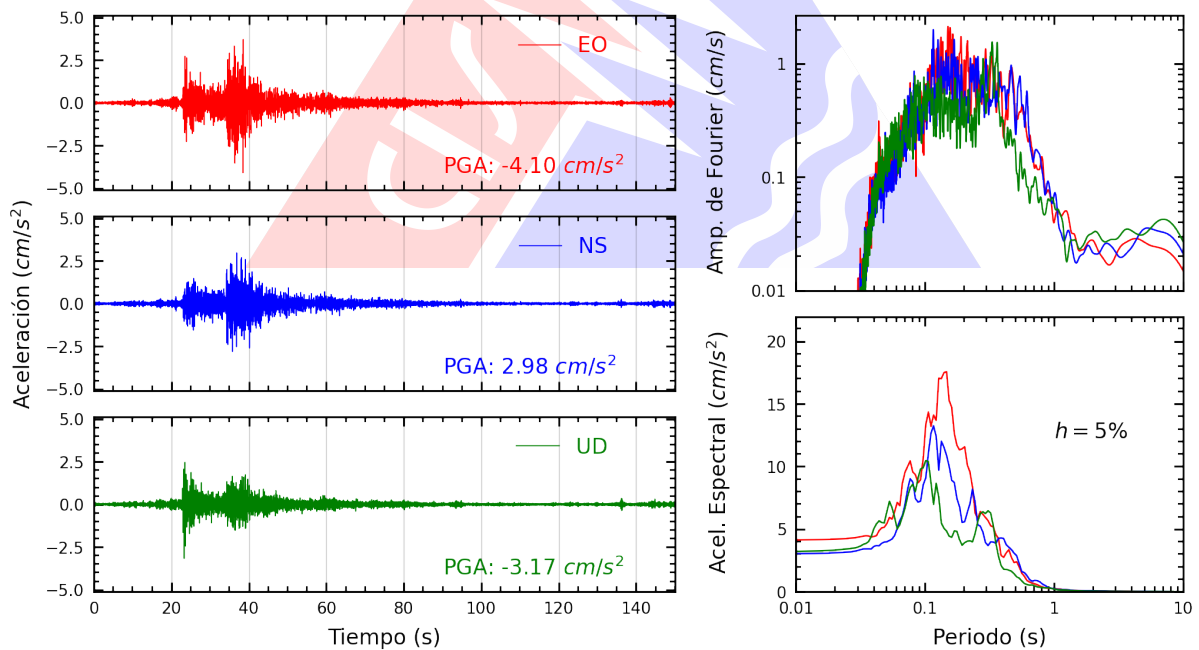 Aceleración (cm/s²)
5.0
2.5
0.0
−2.5
−5.0
EO
PGA: -4.10 cm/s²
5.0
2.5
0.0
−2.5
−5.0
NS
PGA: 2.98 cm/s²
5.0
2.5
0.0
−2.5
−5.0
UD
PGA: -3.17 cm/s²
0 20 40 60 80 100 120 140
Tiempo (s)
Amp. de Fourier (cm/s)
1
0.1
0.01
Acel. Espectral (cm/s²)
20
15
10
5
0
h = 5%
0.01 0.1 1 10
Periodo (s)